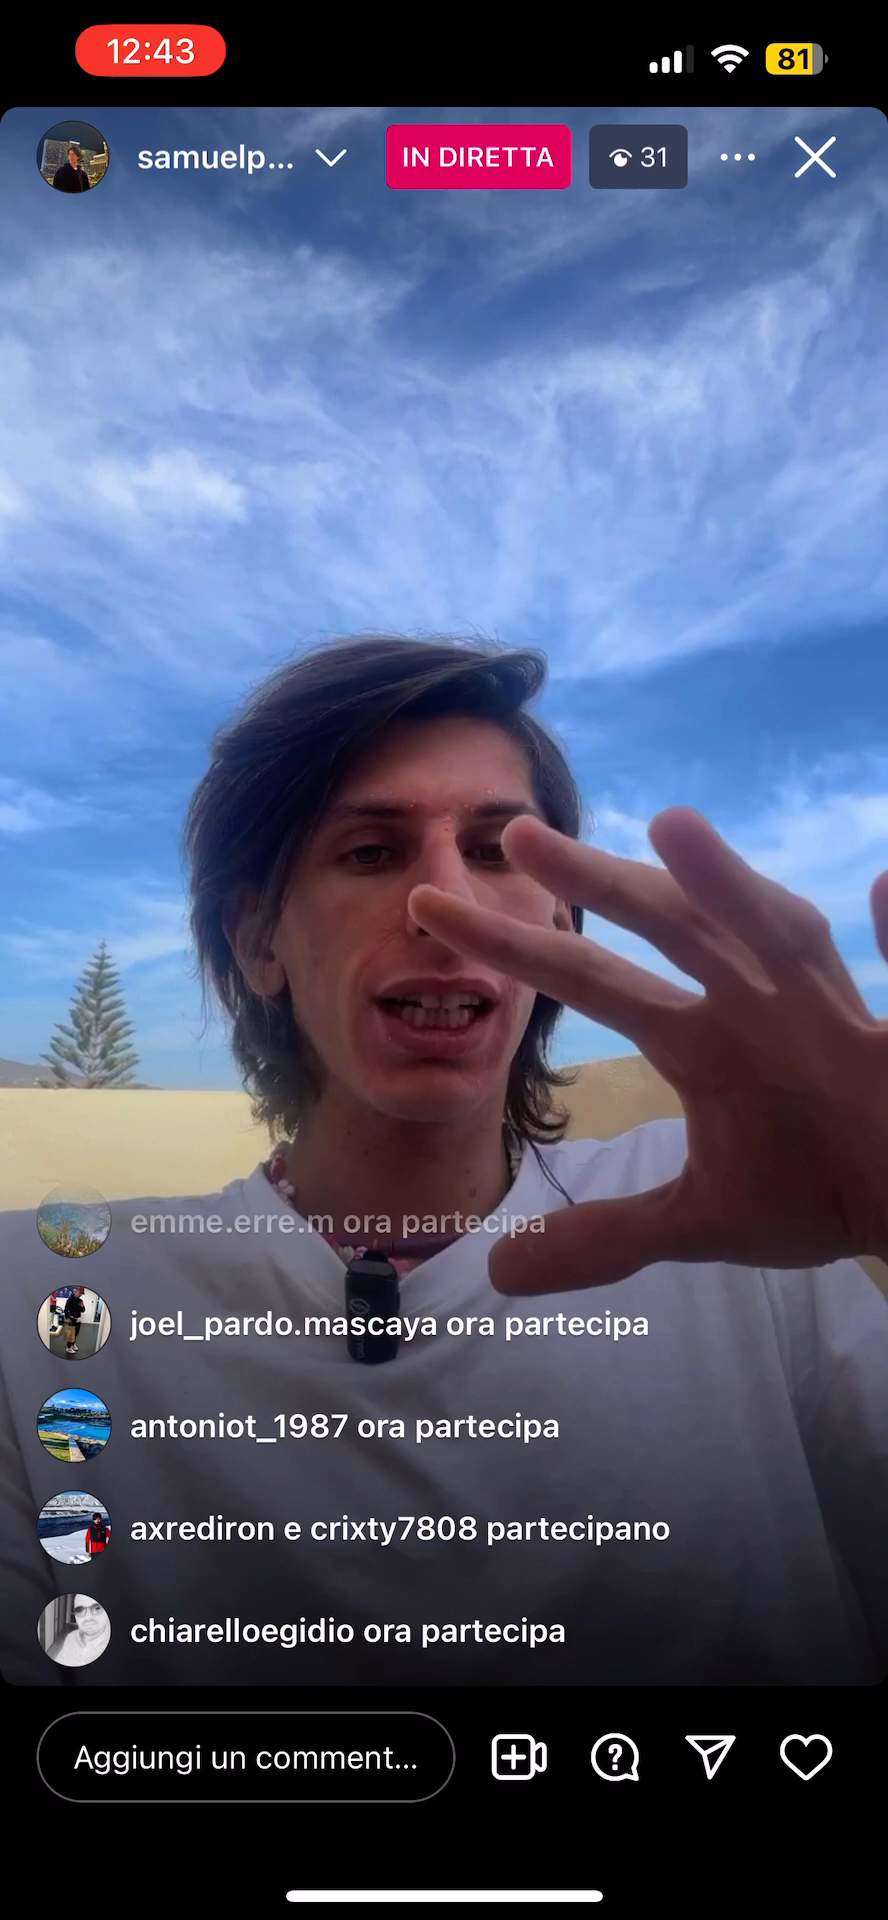 12:43
81
samuelp...
IN DIRETTA
31
emme.erre.m ora partecipa
joel_pardo.mascaya ora partecipa
antoniot_1987 ora partecipa
axrediron e crixty7808 partecipano
chiarelloegidio ora partecipa
Aggiungi un comment...